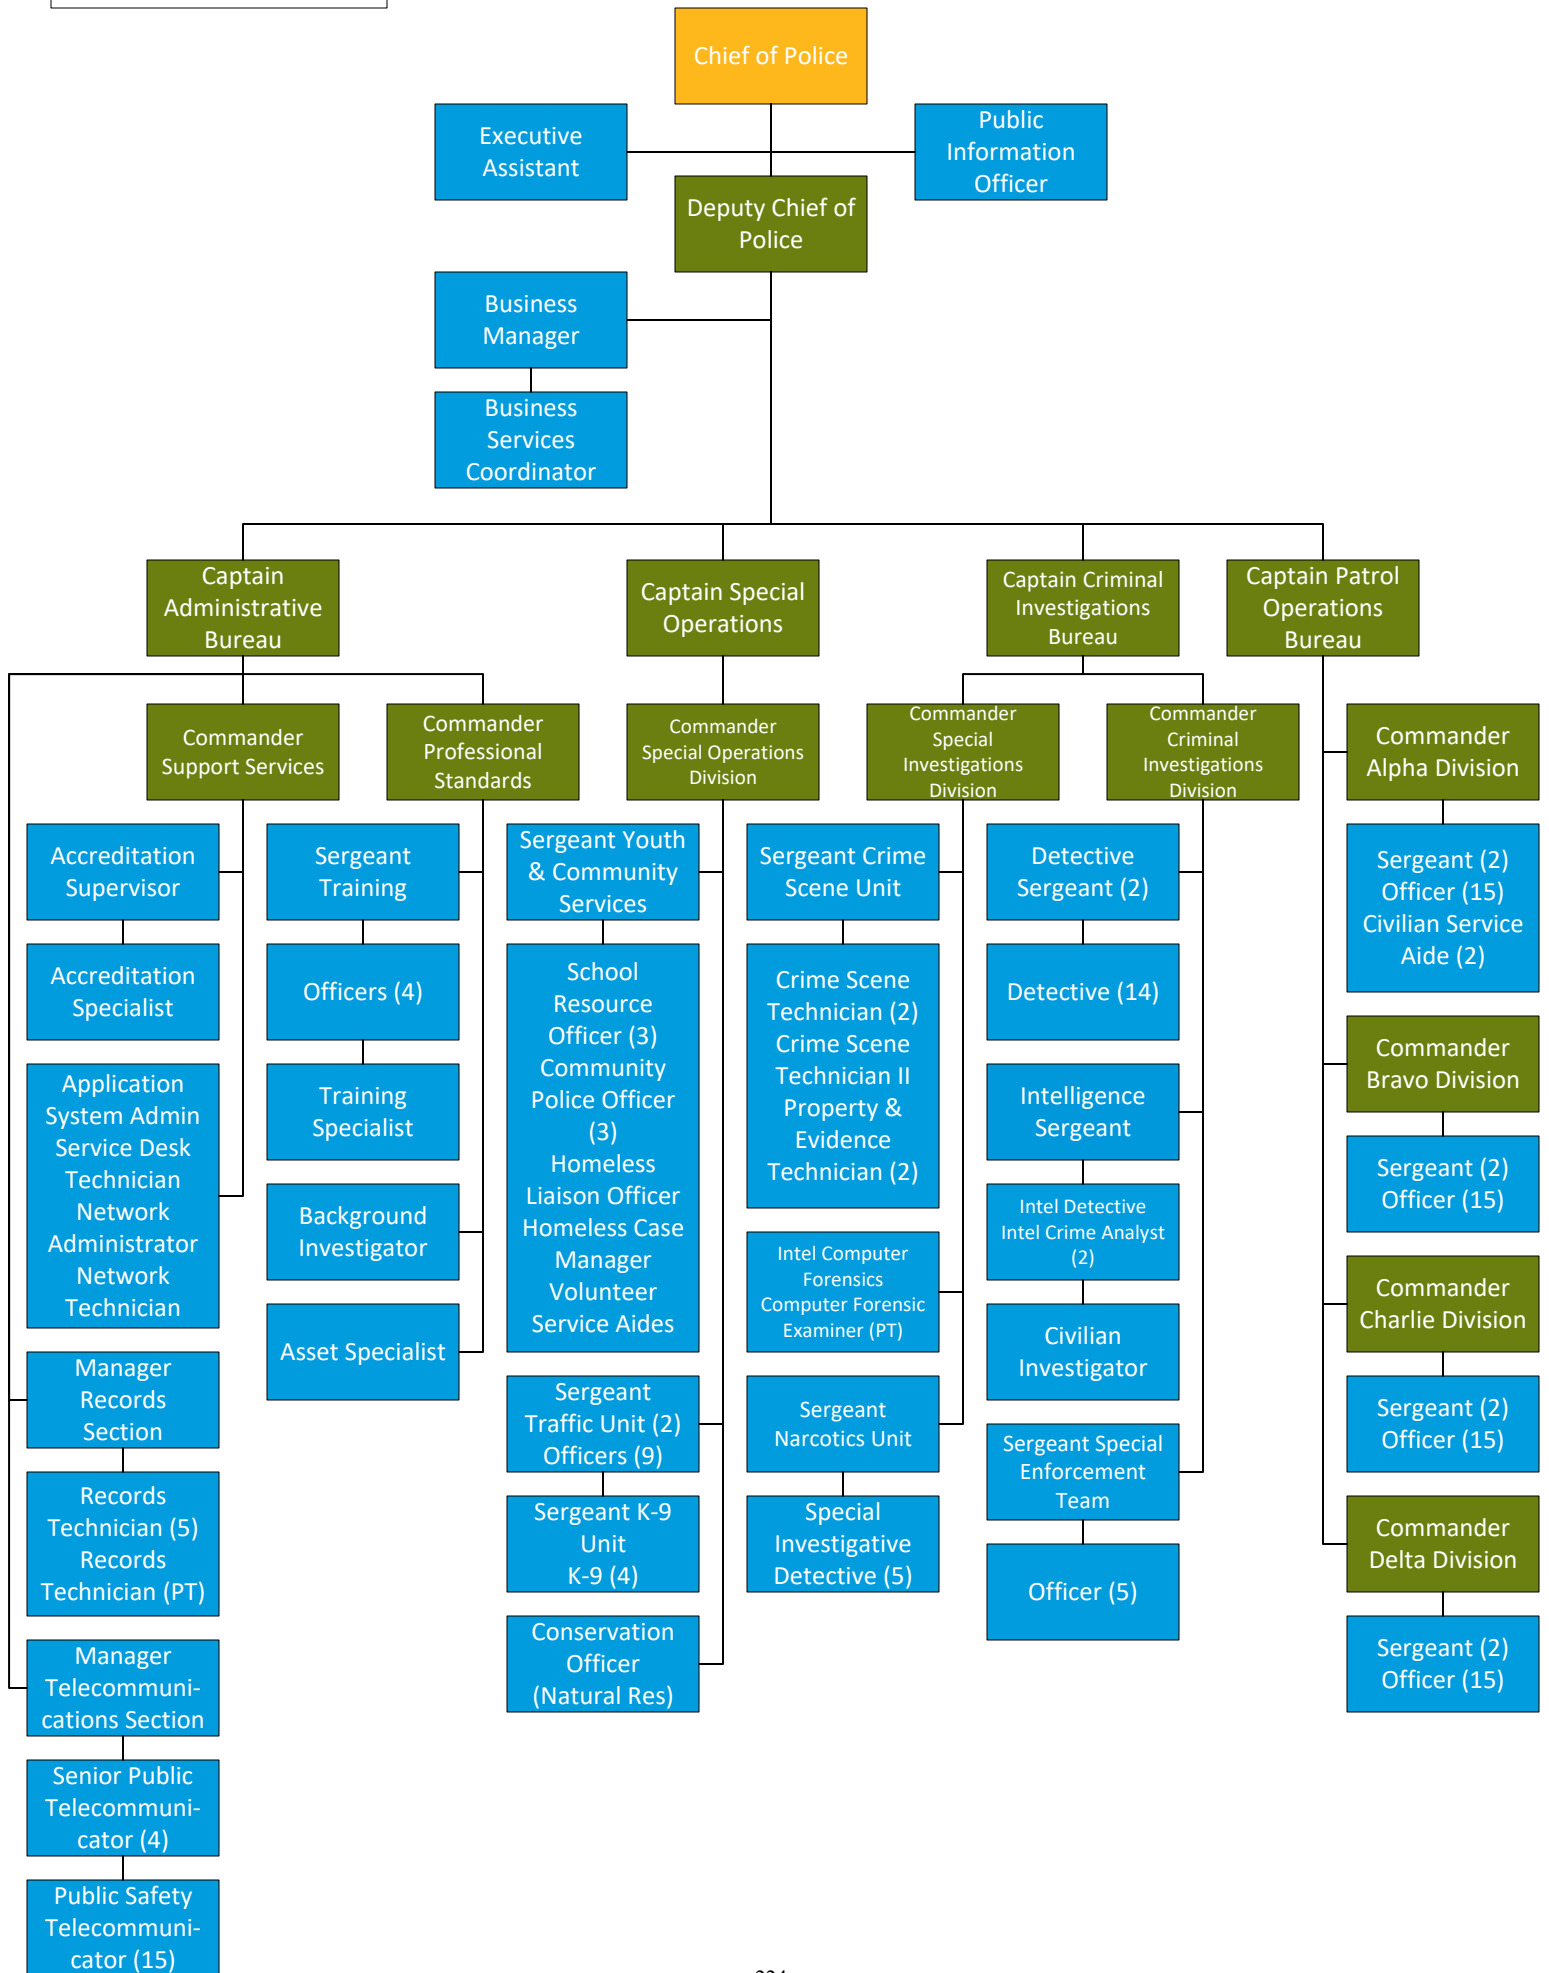 Chief of Police
Executive
Assistant
Public
Information
Officer
Deputy Chief of
Police
Business
Manager
Business
Services
Coordinator
Captain
Administrative
Bureau
Captain Special
Operations
Captain Criminal
Investigations
Bureau
Captain Patrol
Operations
Bureau
Commander
Support Services
Commander
Professional
Standards
Commander
Special Operations
Division
Commander
Special
Investigations
Division
Commander
Criminal
Investigations
Division
Commander
Alpha Division
Accreditation
Supervisor
Accreditation
Specialist
Application
System Admin
Service Desk
Technician
Network
Administrator
Network
Technician
Manager
Records
Section
Records
Technician (5)
Records
Technician (PT)
Manager
Telecommuni-
cations Section
Senior Public
Telecommuni-
cator (4)
Public Safety
Telecommuni-
cator (15)
Sergeant
Training
Officers (4)
Training
Specialist
Background
Investigator
Asset Specialist
Sergeant Youth
& Community
Services
School
Resource
Officer (3)
Community
Police Officer
(3)
Homeless
Liaison Officer
Homeless Case
Manager
Volunteer
Service Aides
Sergeant
Traffic Unit (2)
Officers (9)
Sergeant K-9
Unit
K-9 (4)
Conservation
Officer
(Natural Res)
Sergeant Crime
Scene Unit
Crime Scene
Technician (2)
Crime Scene
Technician II
Property &
Evidence
Technician (2)
Intel Computer
Forensics
Computer Forensic
Examiner (PT)
Sergeant
Narcotics Unit
Special
Investigative
Detective (5)
Detective
Sergeant (2)
Detective (14)
Intelligence
Sergeant
Intel Detective
Intel Crime Analyst
(2)
Civilian
Investigator
Sergeant Special
Enforcement
Team
Officer (5)
Sergeant (2)
Officer (15)
Civilian Service
Aide (2)
Commander
Bravo Division
Sergeant (2)
Officer (15)
Commander
Charlie Division
Sergeant (2)
Officer (15)
Commander
Delta Division
Sergeant (2)
Officer (15)